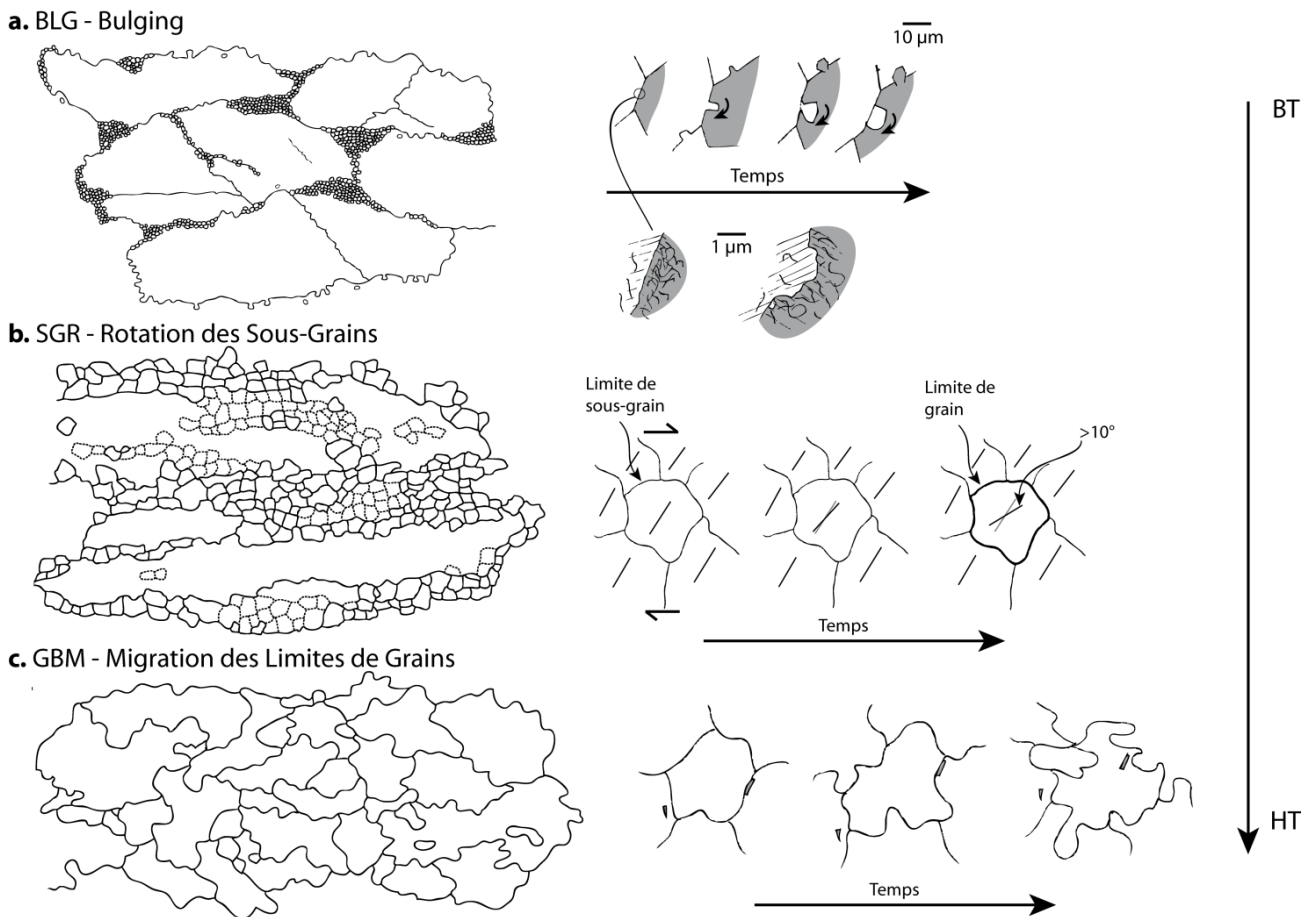 a. BLG - Bulging
10 µm
BT
Temps
1 µm
b. SGR - Rotation des Sous-Grains
Limite de
sous-grain
Limite de
grain
>10°
Temps
c. GBM - Migration des Limites de Grains
HT
Temps